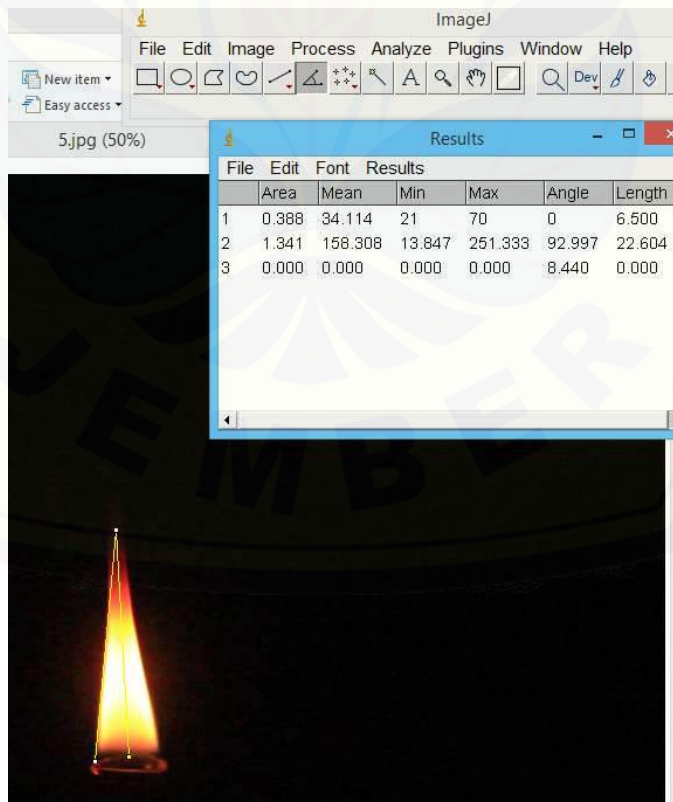 ImageJ
File Edit Image Process Analyze Plugins Window Help
New item
Easy access
Dev
5.jpg (50%)
Results
File Edit Font Results
Area Mean Min Max Angle Length
1 0.388 34.114 21 70 0 6.500
2 1.341 158.308 13.847 251.333 92.997 22.604
3 0.000 0.000 0.000 0.000 8.440 0.000
JEMBER